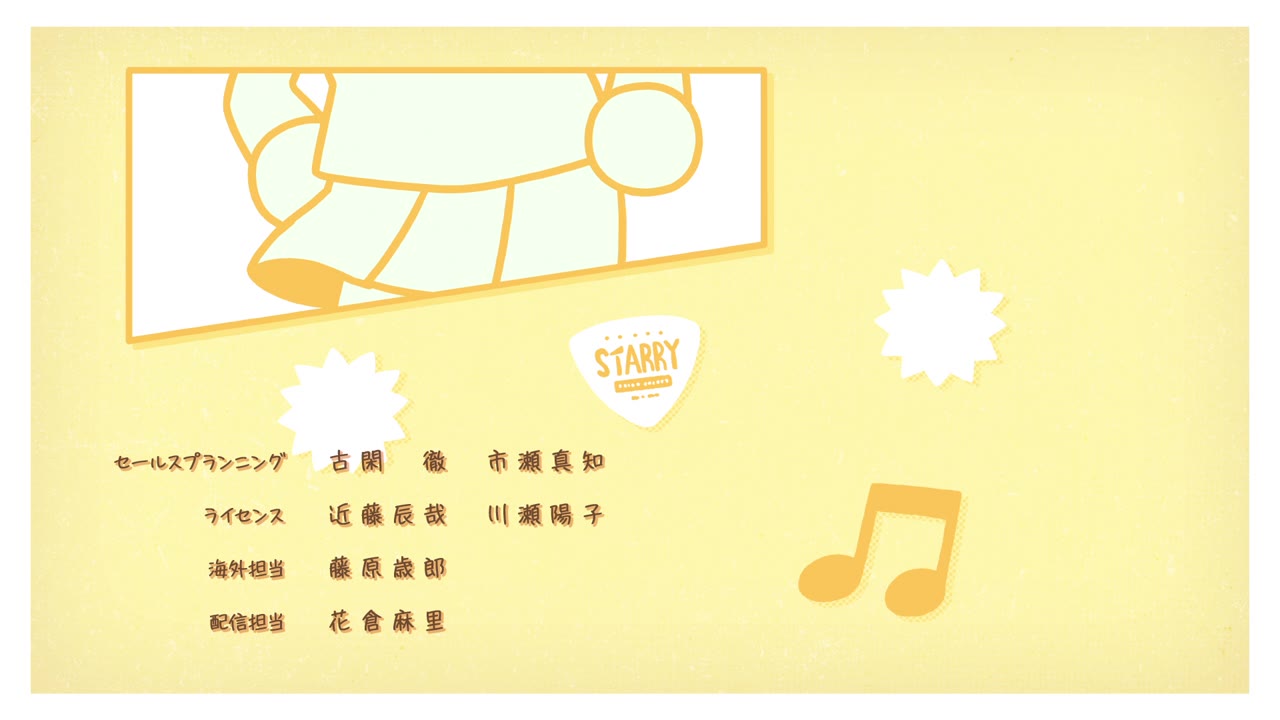 STARRY
セールスプランニング 古閑 徹 市瀬真知
ライセンス 近藤辰哉 川瀬陽子
海外担当 藤原歳郎
配信担当 花倉麻里